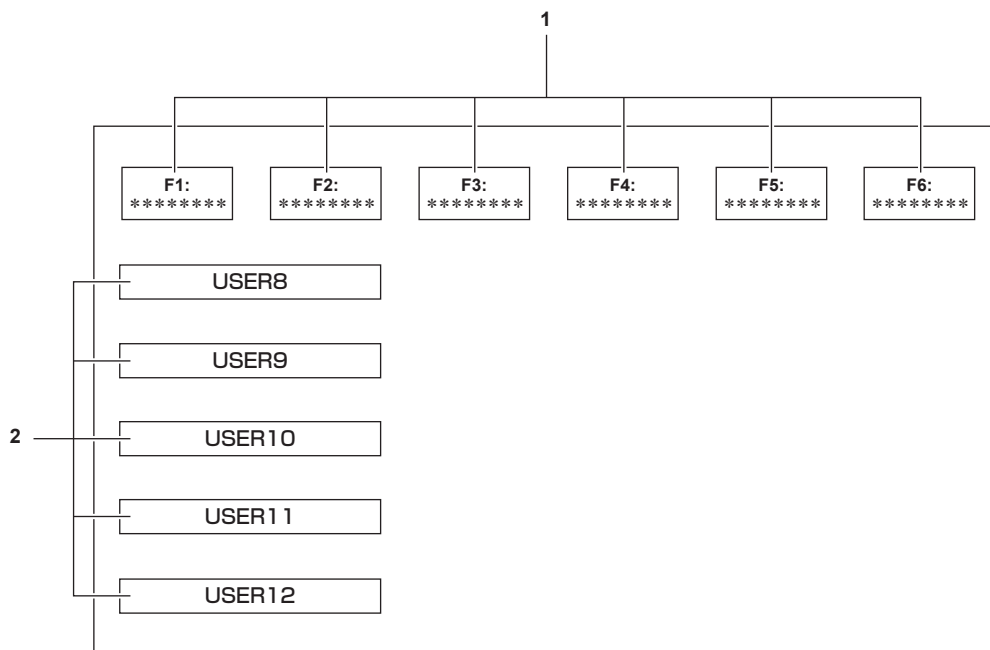 1
F1: F2: F3: F4: F5: F6:
******** ******** ******** ******** ******** ********
USER8
USER9
2 USER10
USER11
USER12